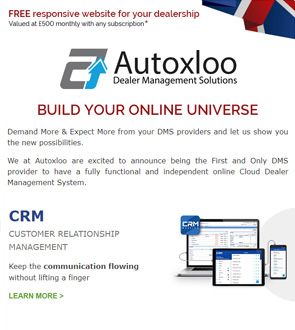 FREE responsive website for your dealership
Valued at £500 monthly with any subscription*
Autoxloo
Dealer Management Solutions
BUILD YOUR ONLINE UNIVERSE
Demand More & Expect More from your DMS providers and let us show you
the new possibilities.
We at Autoxloo are excited to announce being the First and Only DMS
provider to have a fully functional and independent online Cloud Dealer
Management System.
CRM
CUSTOMER RELATIONSHIP
MANAGEMENT
Keep the communication flowing
without lifting a finger
LEARN MORE >
CRM